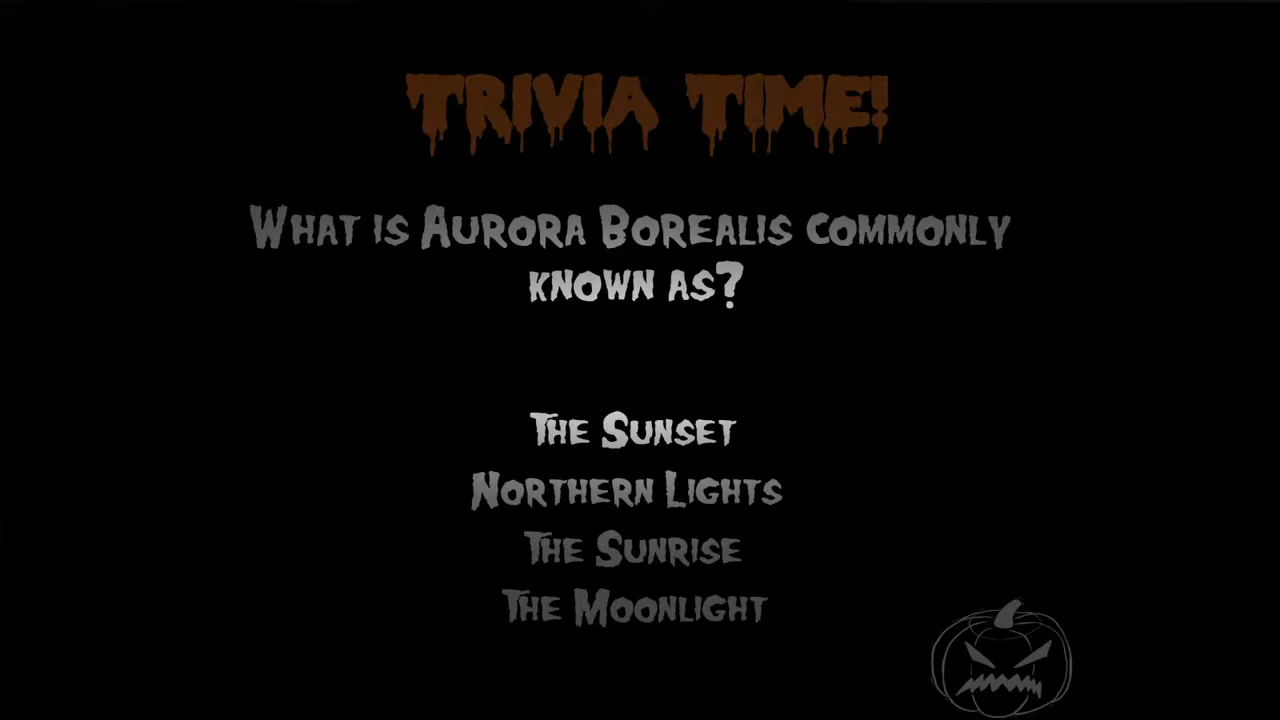 Trivia Time!
What is Aurora Borealis commonly
known as?
The Sunset
Northern Lights
The Sunrise
The Moonlight